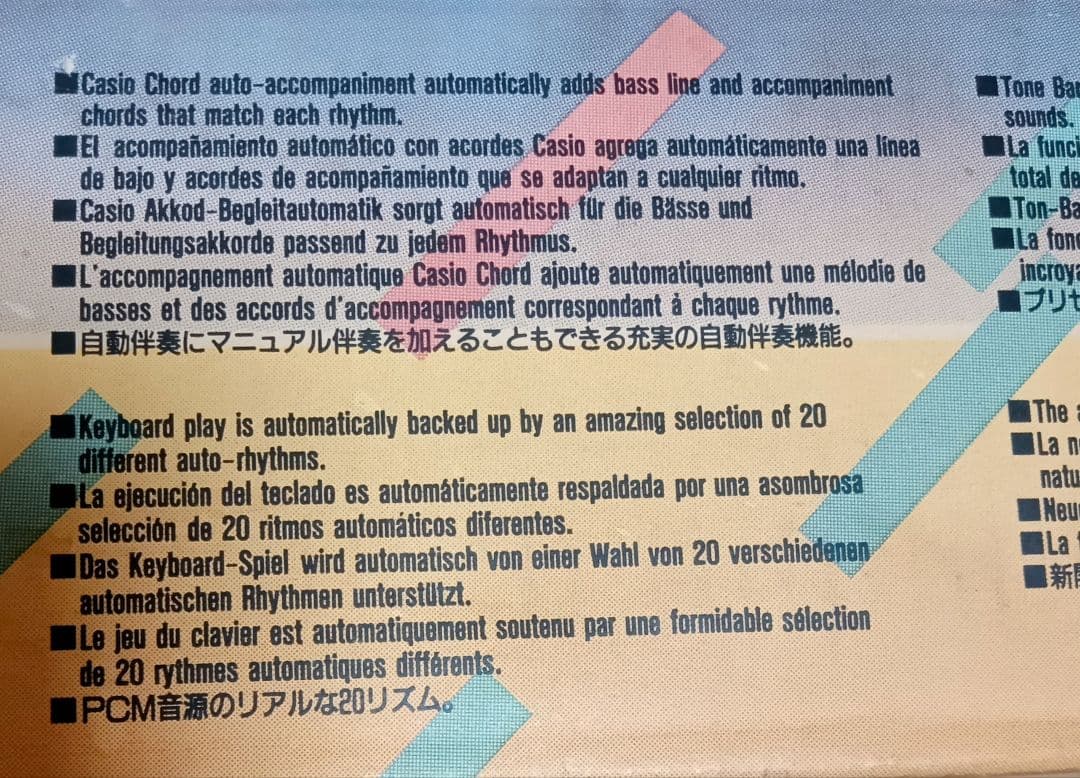 ■Casio Chord auto-accompaniment automatically adds bass line and accompaniment
chords that match each rhythm.
■El acompañamiento automático con acordes Casio agrega automáticamente una línea
de bajo y acordes de acompañamiento que se adaptan a cualquier ritmo.
■Casio Akkod-Begleitautomatik sorgt automatisch für die Bässe und
Begleitungsakkorde passend zu jedem Rhythmus.
■L'accompagnement automatique Casio Chord ajoute automatiquement une mélodie de
basses et des accords d'accompagnement correspondant à chaque rythme.
■自動伴奏にマニュアル伴奏を加えることもできる充実の自動伴奏機能。
■Keyboard play is automatically backed up by an amazing selection of 20
different auto-rhythms.
■La ejecución del teclado es automáticamente respaldada por una asombrosa
selección de 20 ritmos automáticos diferentes.
■Das Keyboard-Spiel wird automatisch von einer Wahl von 20 verschiedenen
automatischen Rhythmen unterstützt.
■Le jeu du clavier est automatiquement soutenu par une formidable sélection
de 20 rythmes automatiques différents.
■PCM音源のリアルな20リズム。
■Tone
sounds.
■La
total de
■Ton-
■La
■The
■La
■La